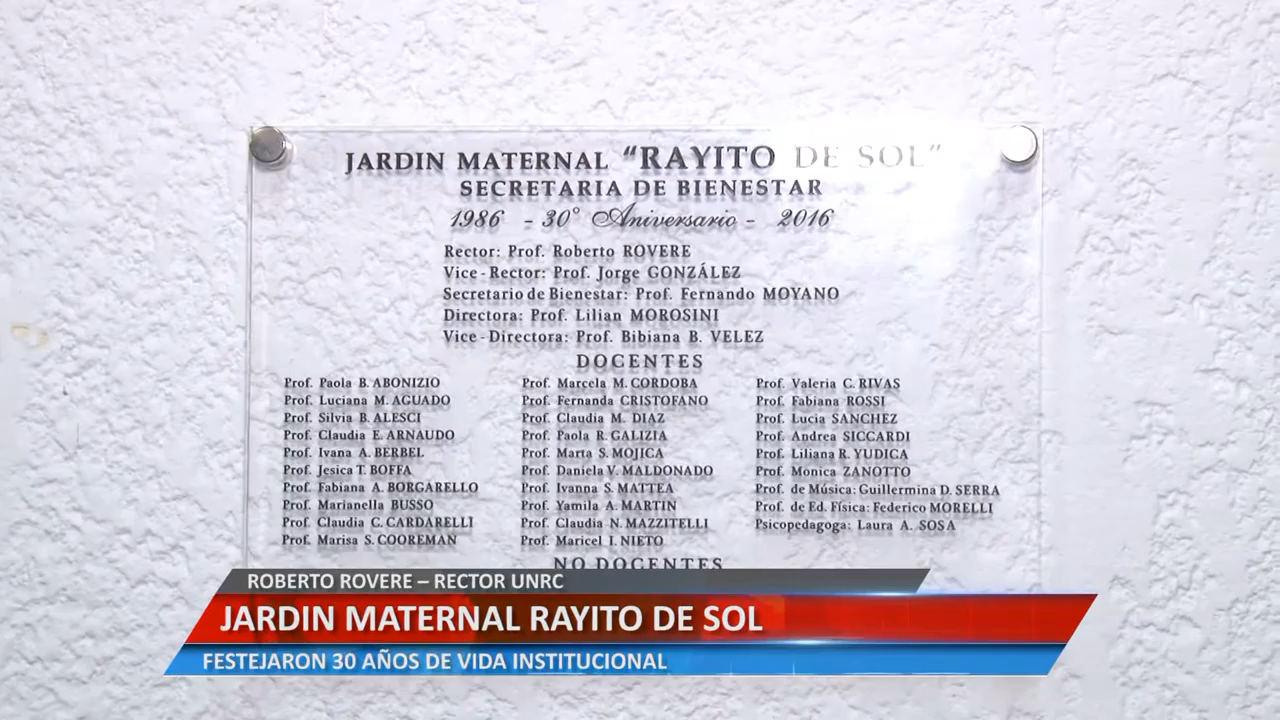 JARDIN MATERNAL “RAYITO DE SOL”
SECRETARIA DE BIENESTAR
1986 - 30° Aniversario - 2016
Rector: Prof. Roberto ROVERE
Vice-Rector: Prof. Jorge GONZÁLEZ
Secretario de Bienestar: Prof. Fernando MOYANO
Directora: Prof. Lilian MOROSINI
Vice-Directora: Prof. Bibiana B. VELEZ
DOCENTES
Prof. Paola B. ABONIZIO
Prof. Luciana M. AGUADO
Prof. Silvia B. ALESCI
Prof. Claudia E. ARNAUDO
Prof. Ivana A. BERBEL
Prof. Jesica T. BOFFA
Prof. Fabiana A. BORGARELLO
Prof. Marianella BUSSO
Prof. Claudia C. CARDARELLI
Prof. Marisa S. COOREMAN
Prof. Marcela M. CORDOBA
Prof. Fernanda CRISTOFANO
Prof. Claudia M. DIAZ
Prof. Paola R. GALIZIA
Prof. Marta S. MOJICA
Prof. Daniela V. MALDONADO
Prof. Ivanna S. MATTEA
Prof. Yamila A. MARTIN
Prof. Claudia N. MAZZITELLI
Prof. Maricel I. NIETO
Prof. Valeria C. RIVAS
Prof. Fabiana ROSSI
Prof. Lucia SANCHEZ
Prof. Andrea SICCARDI
Prof. Liliana R. YUDICA
Prof. Monica ZANOTTO
Prof. de Música: Guillermina D. SERRA
Prof. de Ed. Física: Federico MORELLI
Psicopedagoga: Laura A. SOSA
NO DOCENTES
ROBERTO ROVERE – RECTOR UNRC
JARDIN MATERNAL RAYITO DE SOL
FESTEJARON 30 AÑOS DE VIDA INSTITUCIONAL